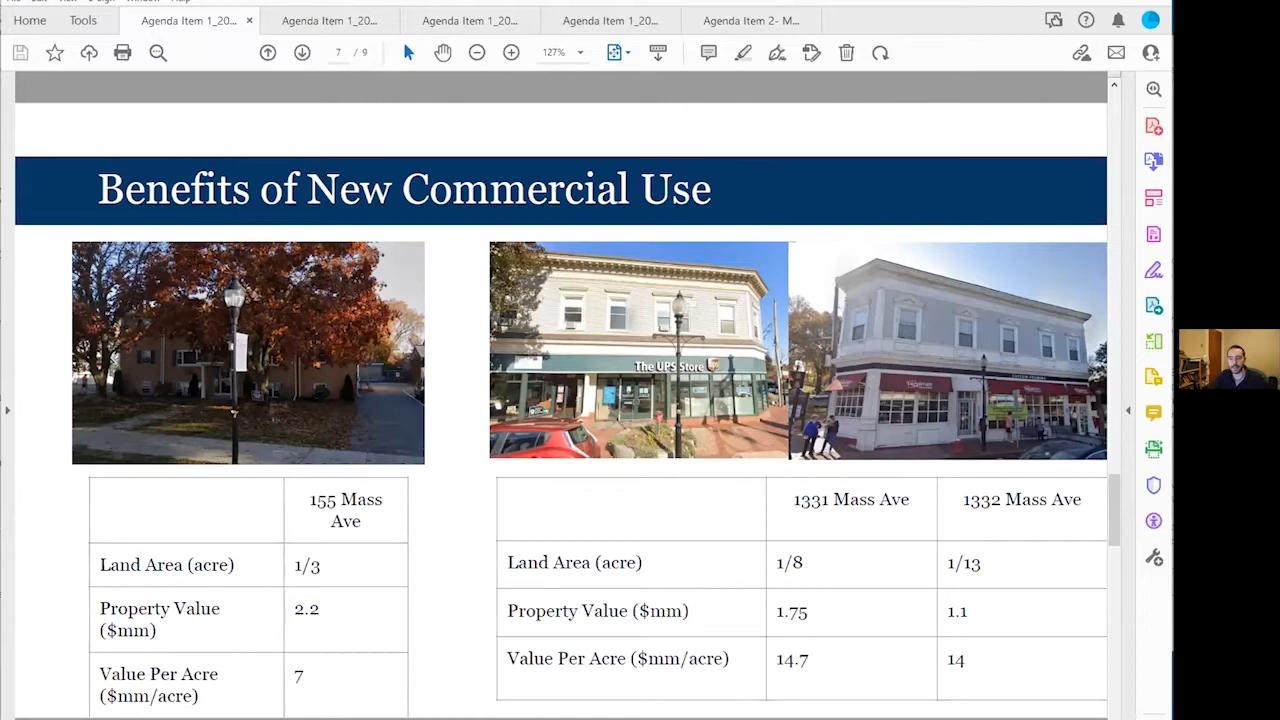 Home
Tools
Agenda Item 1_20...
×
Agenda Item 1_20...
Agenda Item 1_20...
Agenda Item 1_20...
Agenda Item 2- M...
7 / 9
127%
Benefits of New Commercial Use
The UPS Store
155 Mass
Ave
Land Area (acre) 1/3
Property Value
($mm) 2.2
Value Per Acre
($mm/acre) 7
1331 Mass Ave 1332 Mass Ave
Land Area (acre) 1/8 1/13
Property Value ($mm) 1.75 1.1
Value Per Acre ($mm/acre) 14.7 14